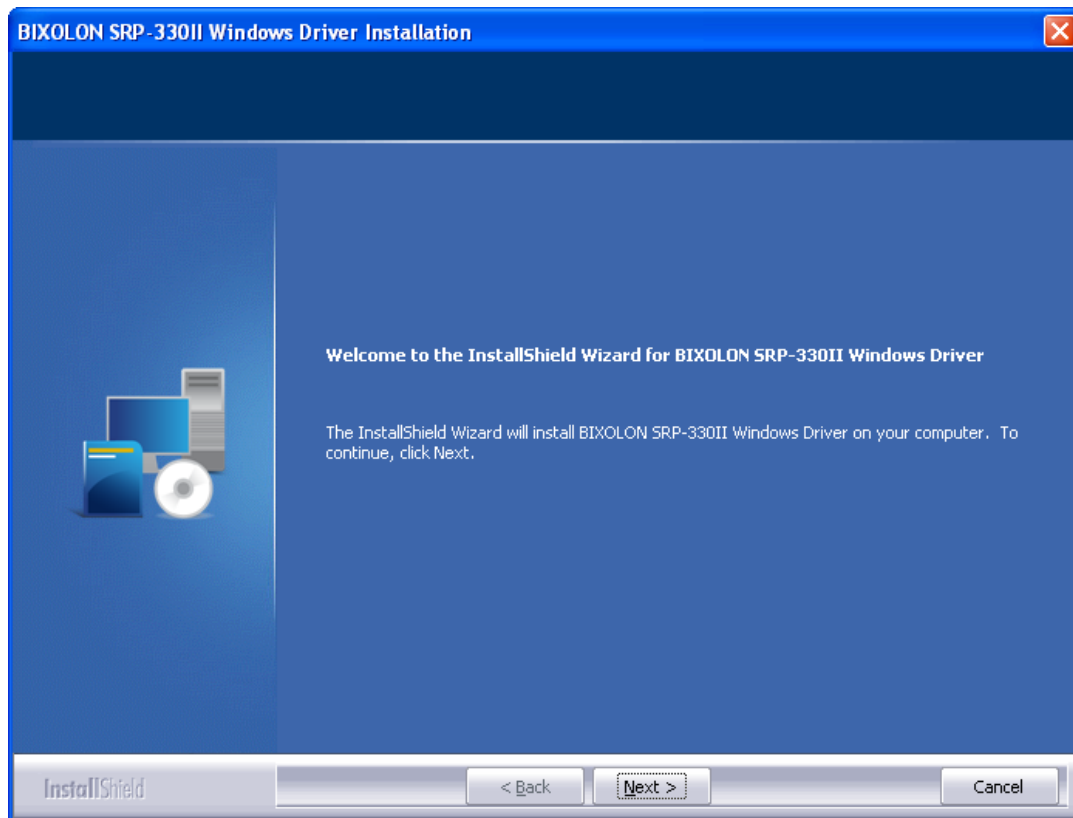 BIXOLON SRP-330II Windows Driver Installation
Welcome to the InstallShield Wizard for BIXOLON SRP-330II Windows Driver
The InstallShield Wizard will install BIXOLON SRP-330II Windows Driver on your computer. To
continue, click Next.
InstallShield
< Back
Next >
Cancel